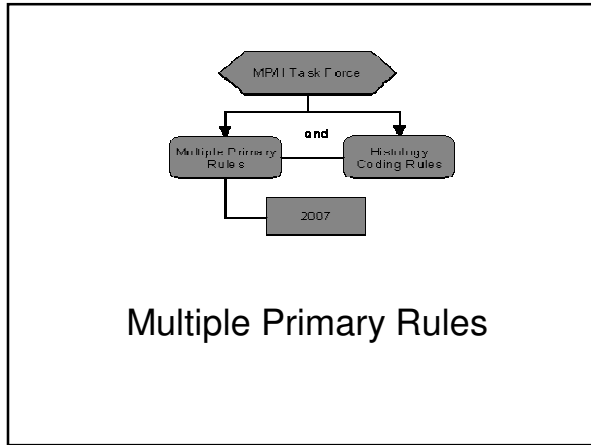 MP/H Task Force
and
Multiple Primary
Rules
Histology
Coding Rules
2007
Multiple Primary Rules